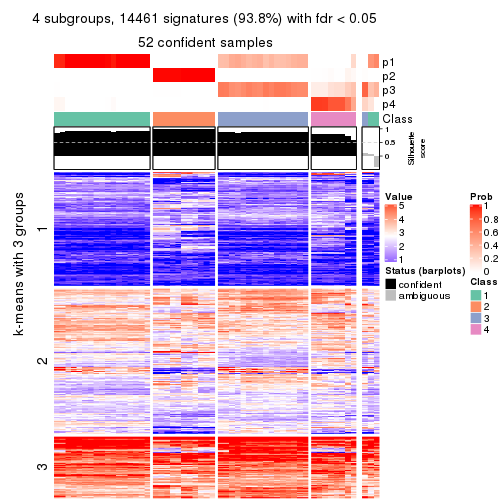 4 subgroups, 14461 signatures (93.8%) with fdr < 0.05
52 confident samples
p1
p2
p3
p4
Class
1
0.5
0
Silhouette
score
k-means with 3 groups
1
2
3
Value
5
4
3
2
1
Status (barplots)
confident
ambiguous
Prob
1
0.8
0.6
0.4
0.2
0
Class
1
2
3
4